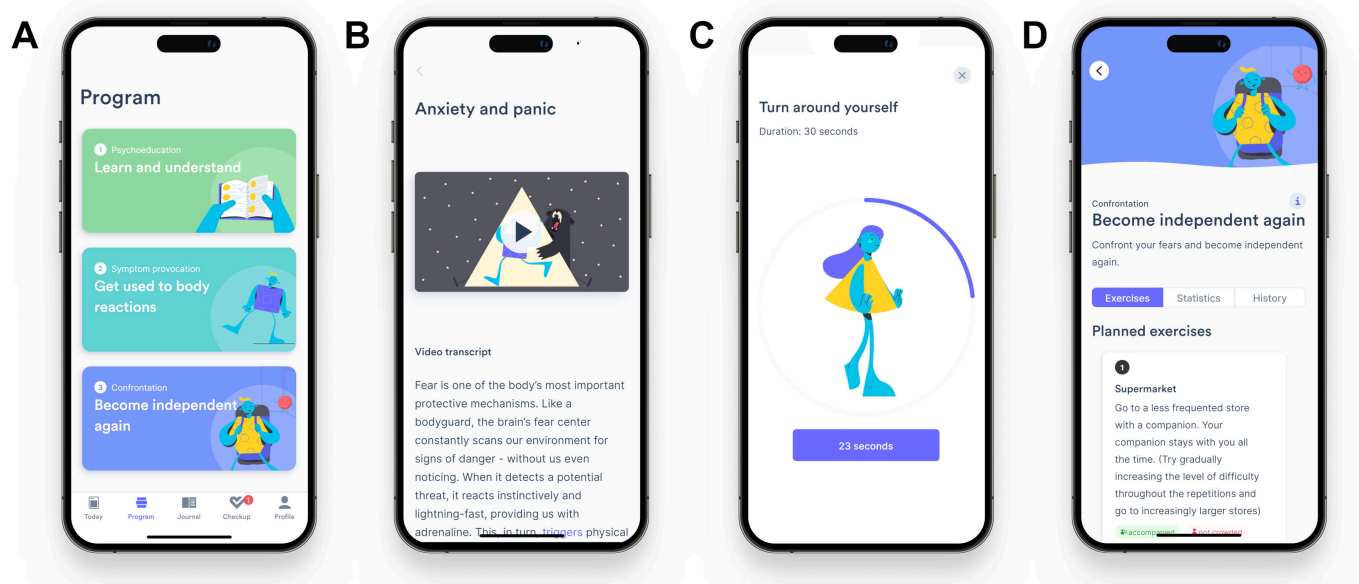 A
Program
1 Psychoeducation
Learn and understand
2 Symptom provocation
Get used to body
reactions
3 Confrontation
Become independent
again
1
Today Program Journal Checkup Profile
B
Anxiety and panic
Video transcript
Fear is one of the body's most important
protective mechanisms. Like a
bodyguard, the brain's fear center
constantly scans our environment for
signs of danger - without us even
noticing. When it detects a potential
threat, it reacts instinctively and
lightning-fast, providing us with
adrenaline. This, in turn, triggers physical
C
Turn around yourself
Duration: 30 seconds
23 seconds
D
Confrontation
i
Become independent again
Confront your fears and become independent
again.
Exercises Statistics History
Planned exercises
1
Supermarket
Go to a less frequented store
with a companion. Your
companion stays with you all
the time. (Try gradually
increasing the level of difficulty
throughout the repetitions and
go to increasingly larger stores)
accompanied not crowded